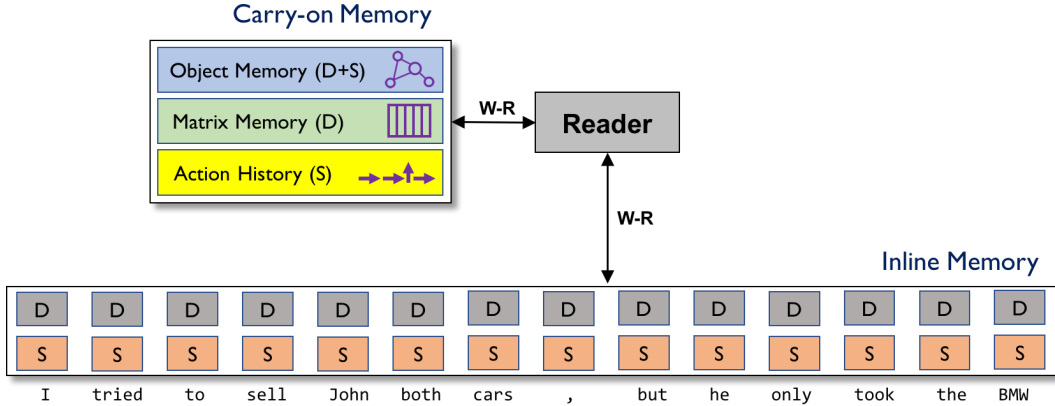 Carry-on Memory
Object Memory (D+S)
Matrix Memory (D)
Action History (S)
W-R
Reader
W-R
Inline Memory
D D D D D D D D D D D D D D
S S S S S S S S S S S S S S
I tried to sell John both cars , but he only took the BMW